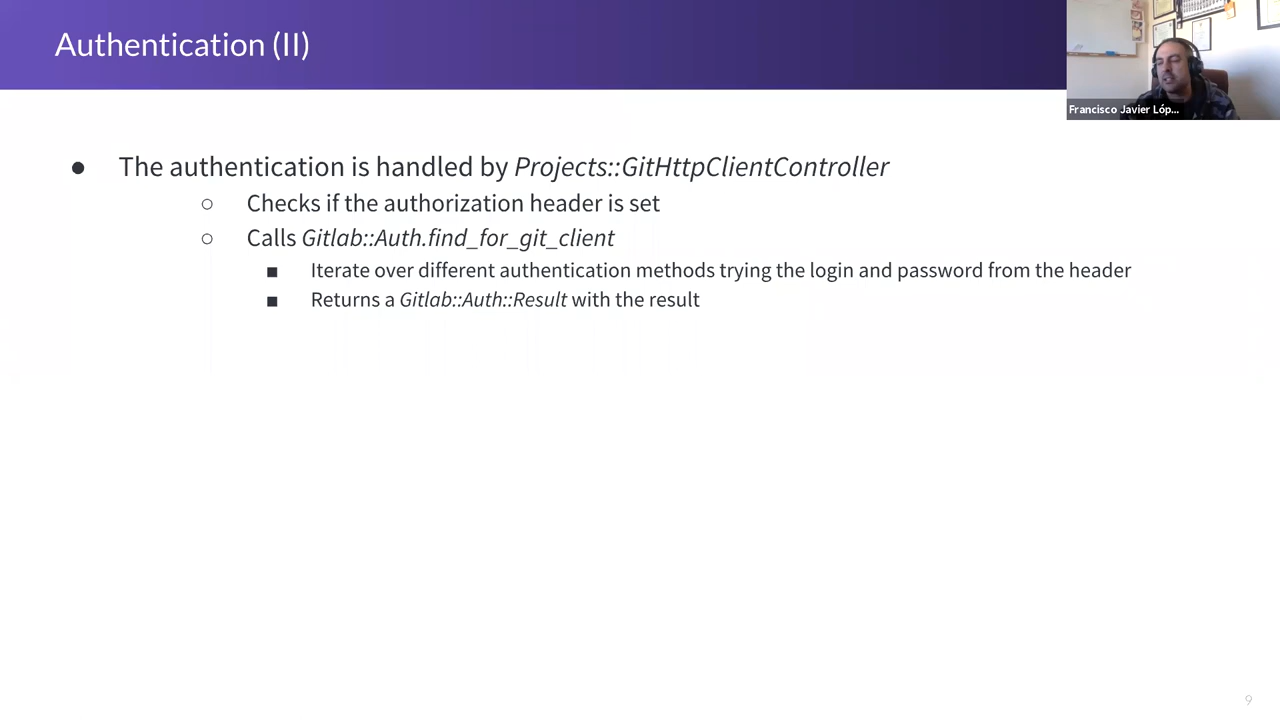 Authentication (II)
Francisco Javier Lóp...
● The authentication is handled by Projects::GitHttpClientController
○ Checks if the authorization header is set
○ Calls Gitlab::Auth.find_for_git_client
■ Iterate over different authentication methods trying the login and password from the header
■ Returns a Gitlab::Auth::Result with the result
9